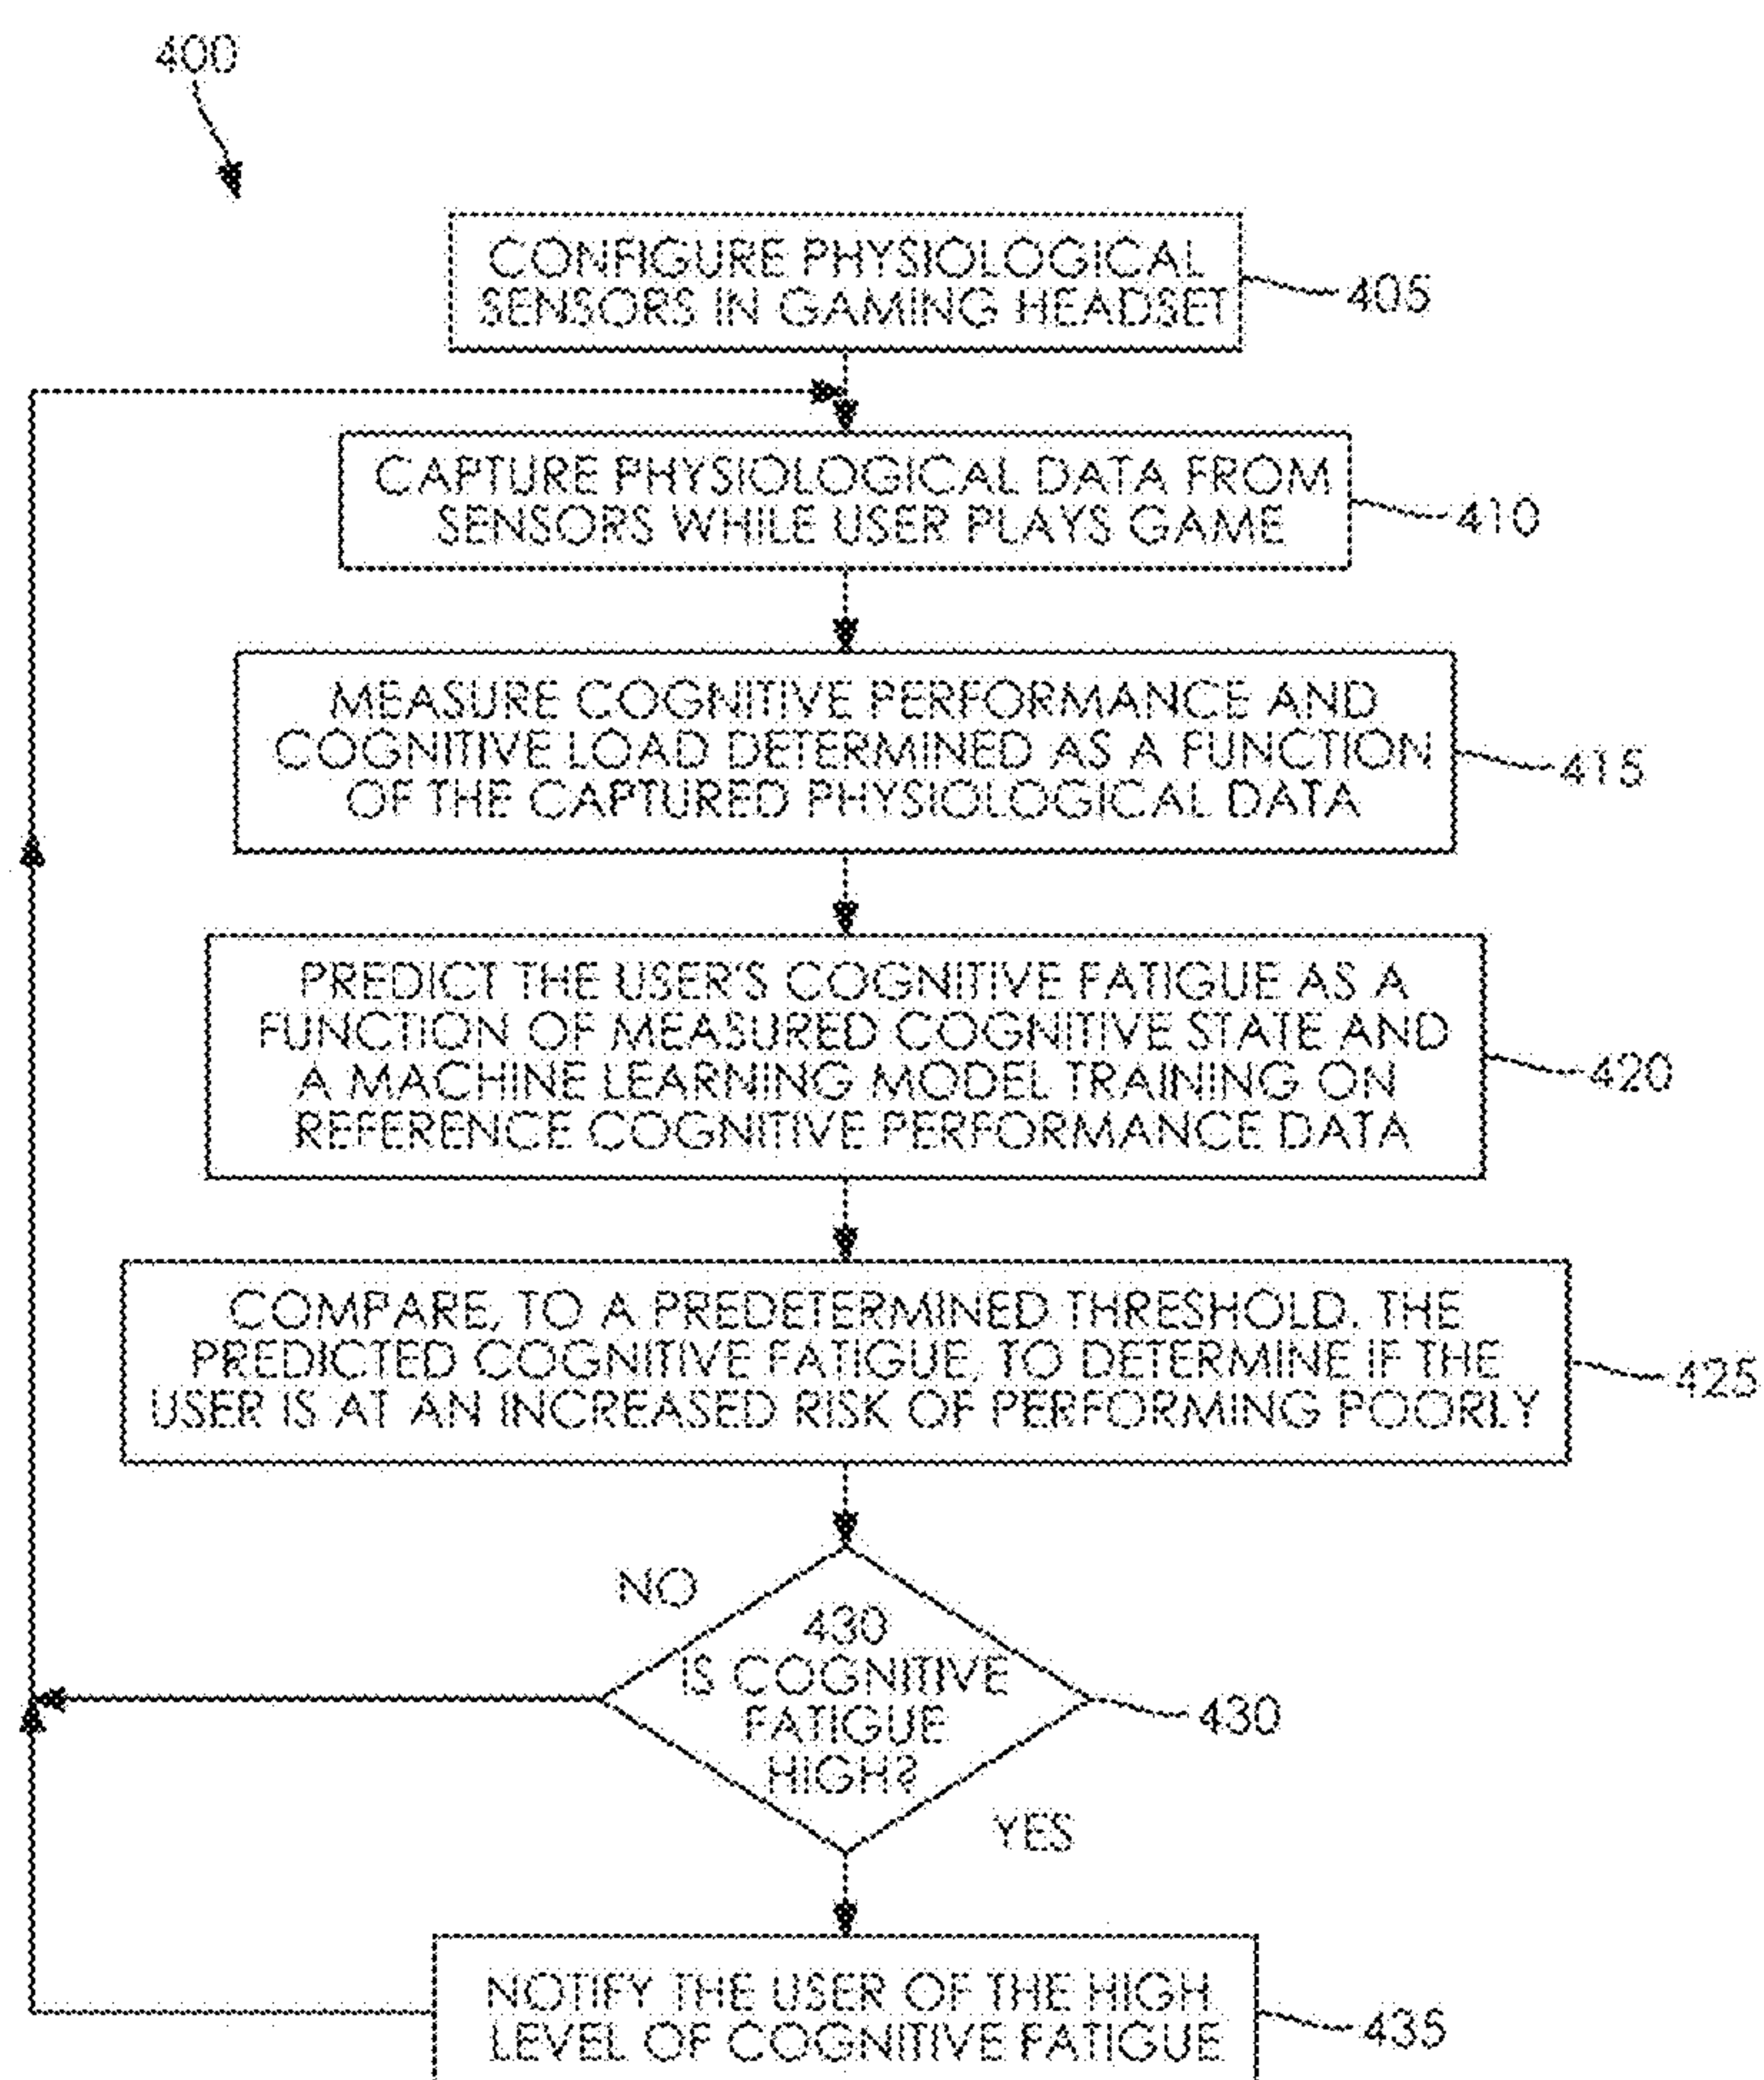 400
CONFIGURE PHYSIOLOGICAL
SENSORS IN GAMING HEADSET
405
CAPTURE PHYSIOLOGICAL DATA FROM
SENSORS WHILE USER PLAYS GAME
410
MEASURE COGNITIVE PERFORMANCE AND
COGNITIVE LOAD DETERMINED AS A FUNCTION
OF THE CAPTURED PHYSIOLOGICAL DATA
415
PREDICT THE USER'S COGNITIVE FATIGUE AS A
FUNCTION OF MEASURED COGNITIVE STATE AND
A MACHINE LEARNING MODEL TRAINING ON
REFERENCE COGNITIVE PERFORMANCE DATA
420
COMPARE, TO A PREDETERMINED THRESHOLD. THE
PREDICTED COGNITIVE FATIGUE, TO DETERMINE IF THE
USER IS AT AN INCREASED RISK OF PERFORMING POORLY
425
NO
430
IS COGNITIVE
FATIGUE
HIGH?
430
YES
NOTIFY THE USER OF THE HIGH
LEVEL OF COGNITIVE FATIGUE
435